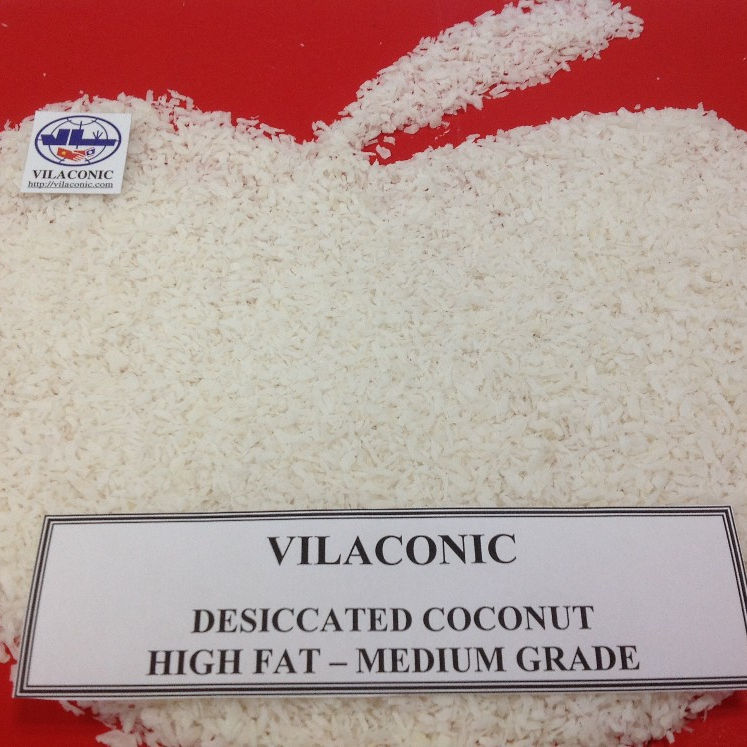 VL
VILACONIC
http://vilaconic.com
VILACONIC
DESICCATED COCONUT
HIGH FAT – MEDIUM GRADE